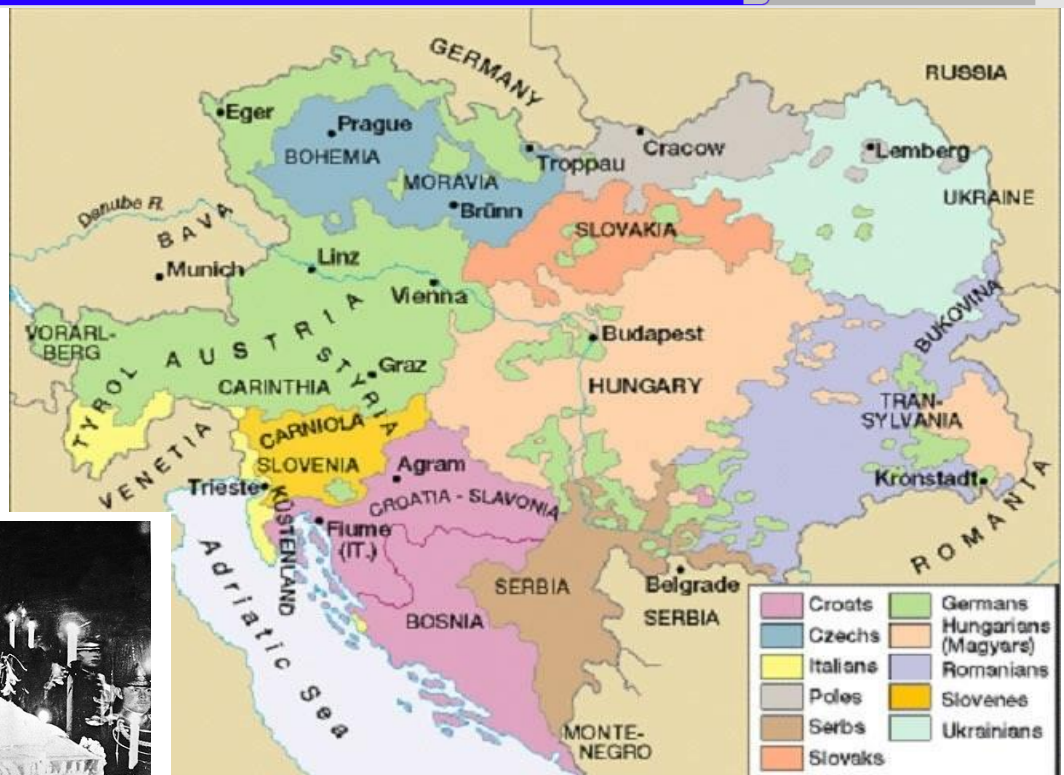 GERMANY
RUSSIA
Eger
Prague
BOHEMIA
Troppau
Cracow
Lemberg
MORAVIA
Brünn
UKRAINE
Danube R.
BAVA
Munich
Linz
SLOVAKIA
Vienna
BUKOVINA
VORARL-
BERG
AUSTRIA
TYROL
STYRIA
Graz
CARINTHIA
Budapest
HUNGARY
TRAN-
SYLVANIA
VENETIA
CARNIOLA
SLOVENIA
Agram
Trieste
KÜSTENLAND
CROATIA - SLAVONIA
Kronstadt
ROMANIA
Fiume
(IT.)
Adriatic Sea
SERBIA
Belgrade
SERBIA
BOSNIA
MONTE-
NEGRO
Croats
Czechs
Italians
Poles
Serbs
Slovaks
Germans
Hungarians
(Magyars)
Romanians
Slovenes
Ukrainians